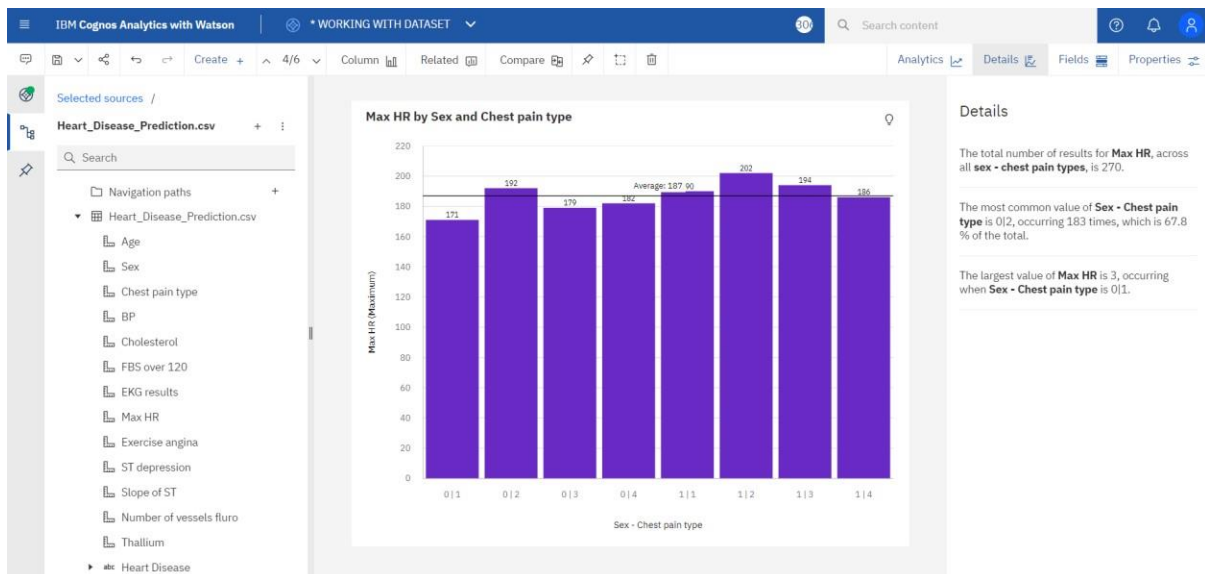 IBM Cognos Analytics with Watson
* WORKING WITH DATASET
Search content
Create +
4/6
Column
Related
Compare
Analytics
Details
Fields
Properties
Selected sources /
Heart_Disease_Prediction.csv
Search
Navigation paths
Heart_Disease_Prediction.csv
Age
Sex
Chest pain type
BP
Cholesterol
FBS over 120
EKG results
Max HR
Exercise angina
ST depression
Slope of ST
Number of vessels fluro
Thallium
abc Heart Disease
Max HR by Sex and Chest pain type
Max HR (Maximum)
220
200
180
160
140
120
100
80
60
40
20
0
171
192
179
182
Average: 187
90
202
194
186
0|1
0|2
0|3
0|4
1|1
1|2
1|3
1|4
Sex - Chest pain type
Details
The total number of results for Max HR, across
all sex - chest pain types, is 270.
The most common value of Sex - Chest pain
type is 0|2, occurring 183 times, which is 67.8
% of the total.
The largest value of Max HR is 3, occurring
when Sex - Chest pain type is 0|1.